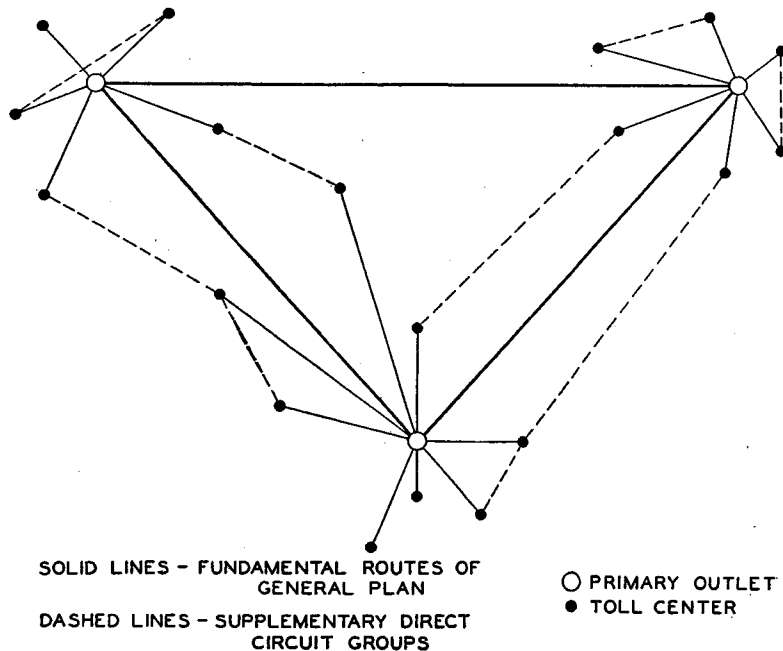 SOLID LINES - FUNDAMENTAL ROUTES OF
GENERAL PLAN
DASHED LINES - SUPPLEMENTARY DIRECT
CIRCUIT GROUPS
PRIMARY OUTLET
TOLL CENTER